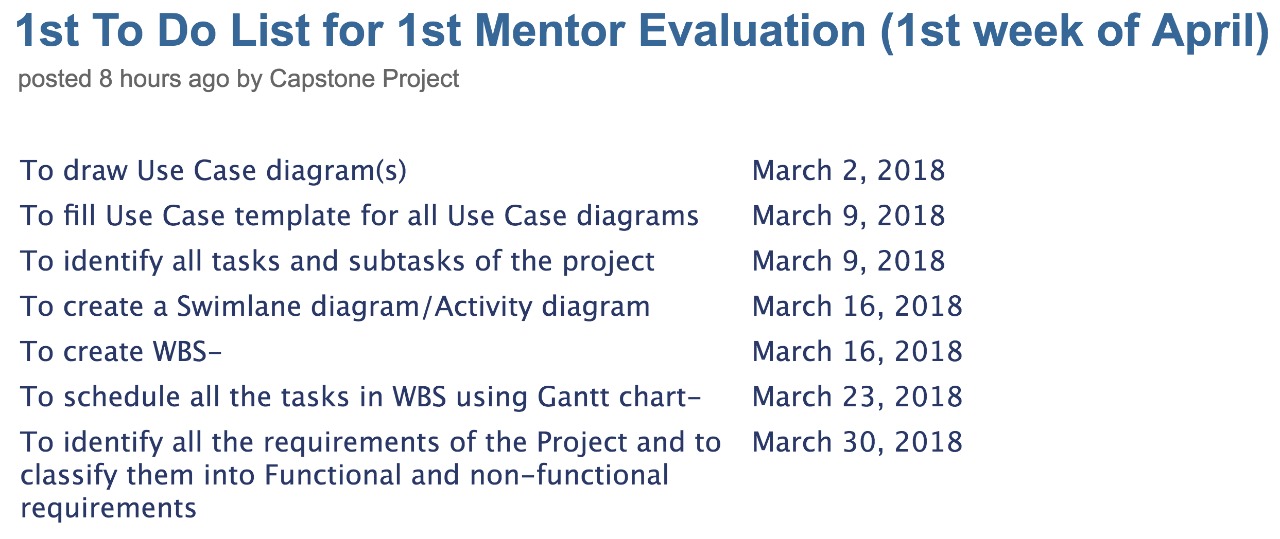 1st To Do List for 1st Mentor Evaluation (1st week of April)
posted 8 hours ago by Capstone Project
To draw Use Case diagram(s) March 2, 2018
To fill Use Case template for all Use Case diagrams March 9, 2018
To identify all tasks and subtasks of the project March 9, 2018
To create a Swimlane diagram/Activity diagram March 16, 2018
To create WBS– March 16, 2018
To schedule all the tasks in WBS using Gantt chart– March 23, 2018
To identify all the requirements of the Project and to March 30, 2018
classify them into Functional and non–functional
requirements